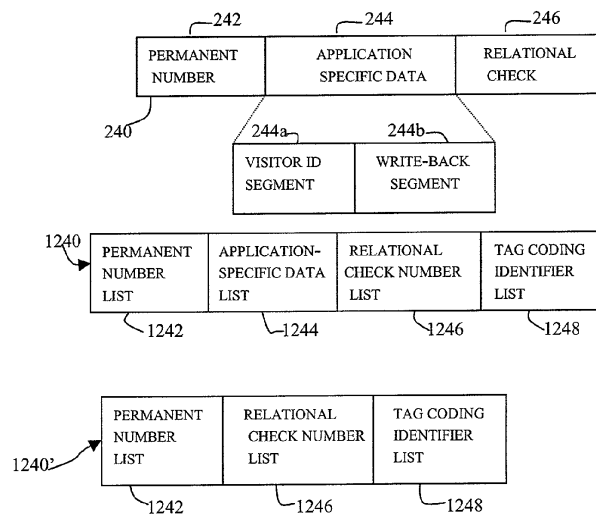 242 244 246
PERMANENT NUMBER
APPLICATION SPECIFIC DATA
RELATIONAL CHECK
240
244a 244b
VISITOR ID SEGMENT
WRITE-BACK SEGMENT
1240
PERMANENT NUMBER LIST
APPLICATION-SPECIFIC DATA LIST
RELATIONAL CHECK NUMBER LIST
TAG CODING IDENTIFIER LIST
1242 1244 1246 1248
PERMANENT NUMBER LIST
RELATIONAL CHECK NUMBER LIST
TAG CODING IDENTIFIER LIST
1240'
1242 1246 1248